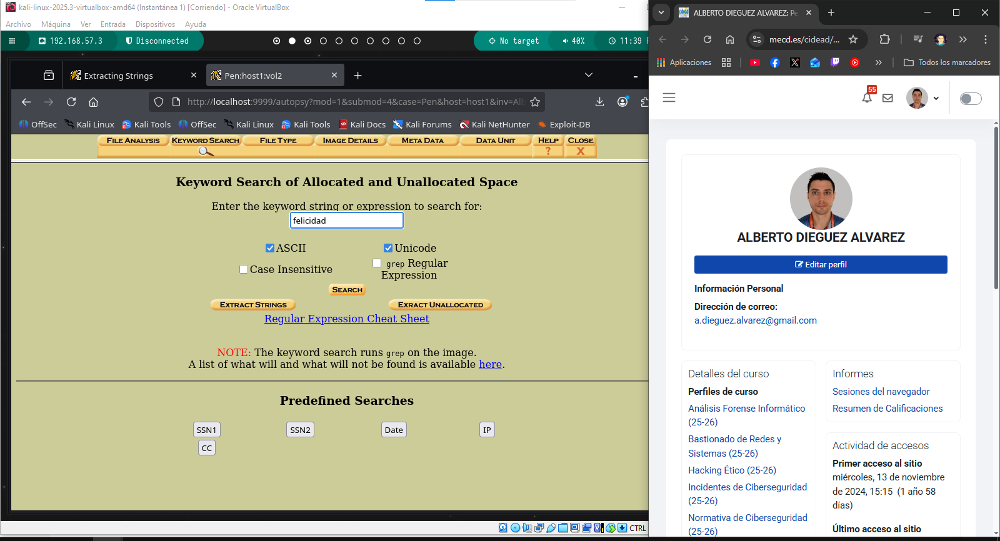 kali-linux-2025.3-virtualbox-amd64 (Instantánea 1) [Corriendo] - Oracle VirtualBox
Archivo Máquina Ver Entrada Dispositivos Ayuda
192.168.57.3 Disconnected No target 40% 11:39
Extracting Strings Pen:host1:vol2
http://localhost:9999/autopsy?mod=1&submod=4&case=Pen&host=host1&inv=Alb
OffSec Kali Linux Kali Tools OffSec Kali Linux Kali Tools Kali Docs Kali Forums Kali NetHunter Exploit-DB
FILE ANALYSIS KEYWORD SEARCH FILE TYPE IMAGE DETAILS META DATA DATA UNIT HELP CLOSE
? X
Keyword Search of Allocated and Unallocated Space
Enter the keyword string or expression to search for:
felicidad
ASCII Unicode
Case Insensitive grep Regular
Expression
SEARCH
EXTRACT STRINGS EXRACT UNALLOCATED
Regular Expression Cheat Sheet
NOTE: The keyword search runs grep on the image.
A list of what will and what will not be found is available here.
Predefined Searches
SSN1 SSN2 Date IP
CC
CTRL
ALBERTO DIEGUEZ ALVAREZ: Pe
mecd.es/cidead/...
Aplicaciones Todos los marcadores
55
ALBERTO DIEGUEZ ALVAREZ
Editar perfil
Información Personal
Dirección de correo:
a.dieguez.alvarez@gmail.com
Detalles del curso
Perfiles de curso
Análisis Forense Informático
(25-26)
Bastionado de Redes y
Sistemas (25-26)
Hacking Ético (25-26)
Incidentes de Ciberseguridad
(25-26)
Normativa de Ciberseguridad
(25-26)
Informes
Sesiones del navegador
Resumen de Calificaciones
Actividad de accesos
Primer acceso al sitio
miércoles, 13 de noviembre
de 2024, 15:15 (1 año 58
días)
Último acceso al sitio